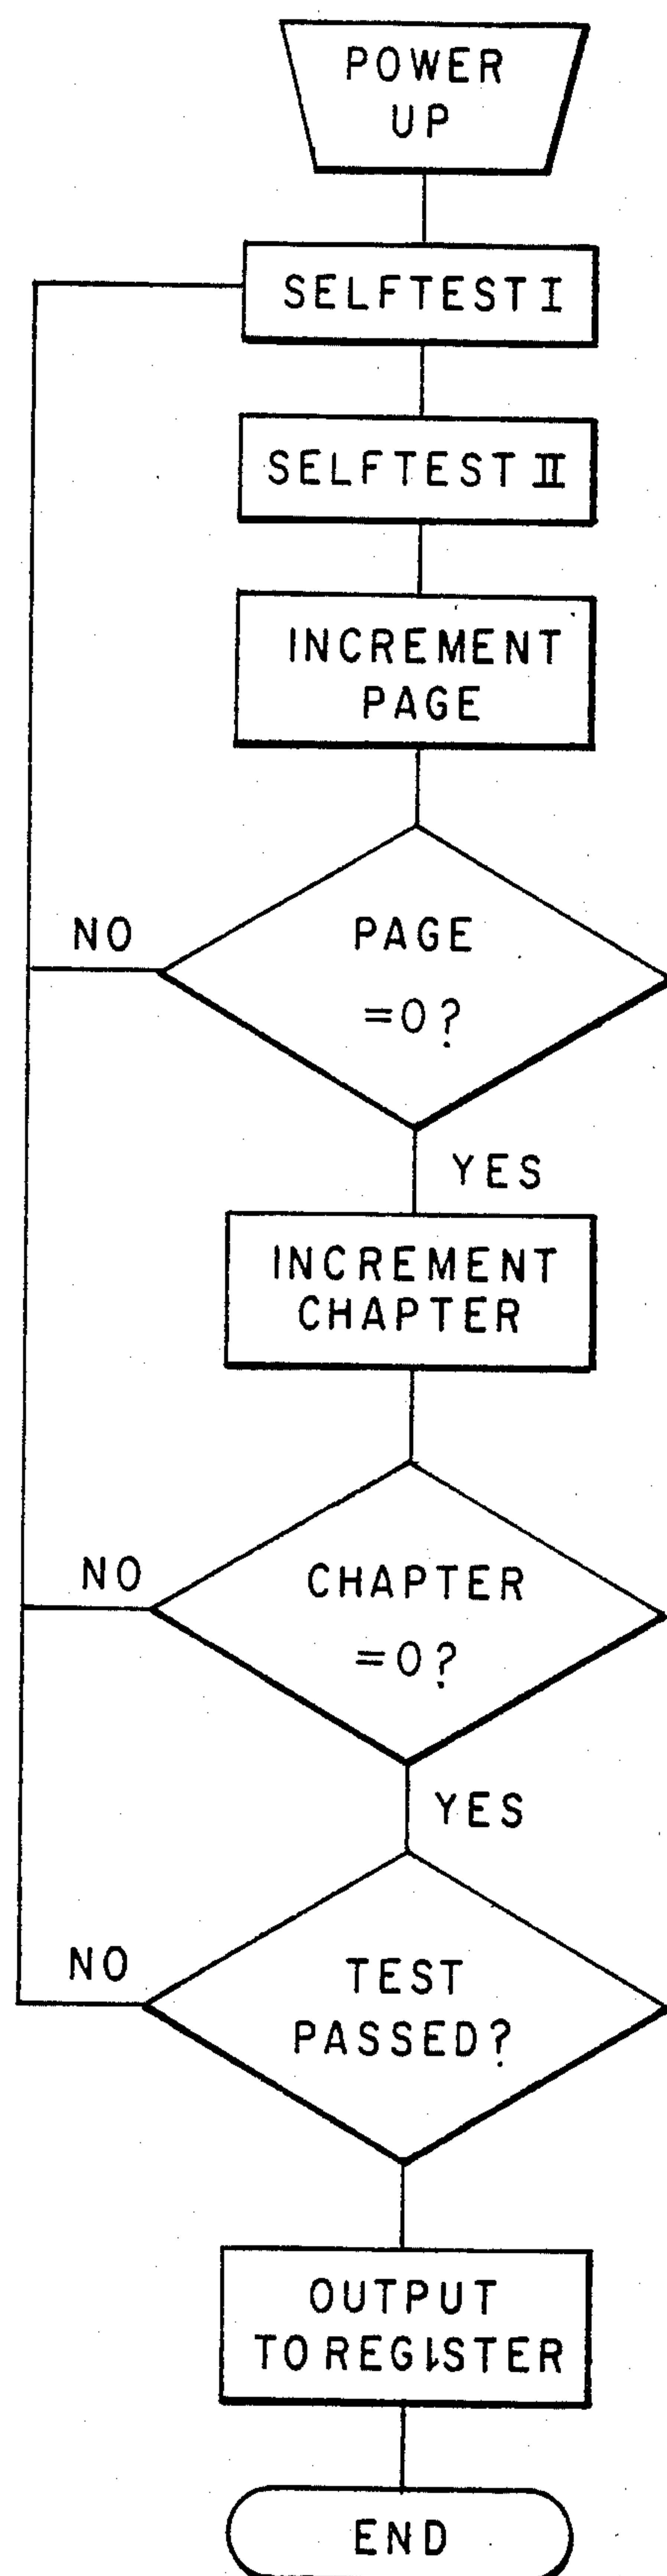 POWER
UP
SELFTEST I
SELFTEST II
INCREMENT
PAGE
NO
PAGE
=0?
YES
INCREMENT
CHAPTER
NO
CHAPTER
=0?
YES
NO
TEST
PASSED?
OUTPUT
TO REGISTER
END